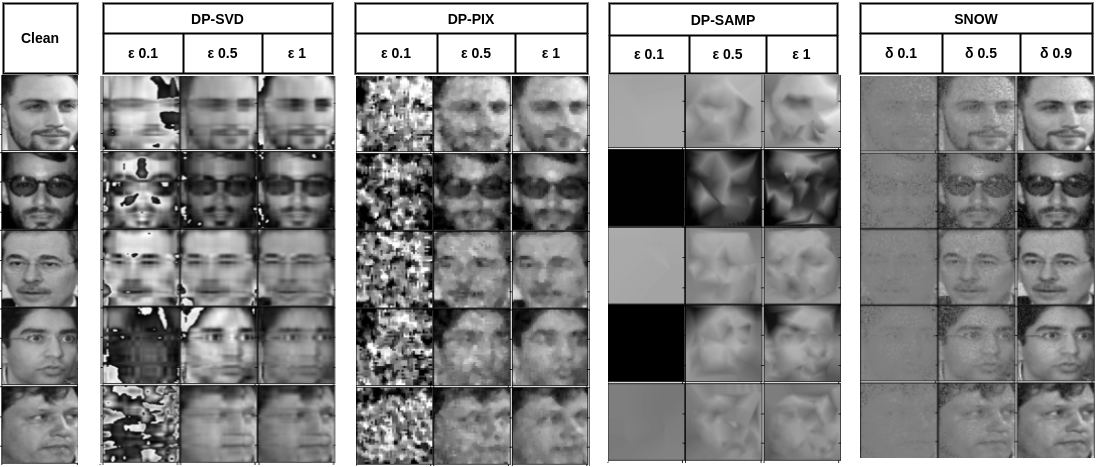 Clean
DP-SVD
ε 0.1 ε 0.5 ε 1
DP-PIX
ε 0.1 ε 0.5 ε 1
DP-SAMP
ε 0.1 ε 0.5 ε 1
SNOW
δ 0.1 δ 0.5 δ 0.9